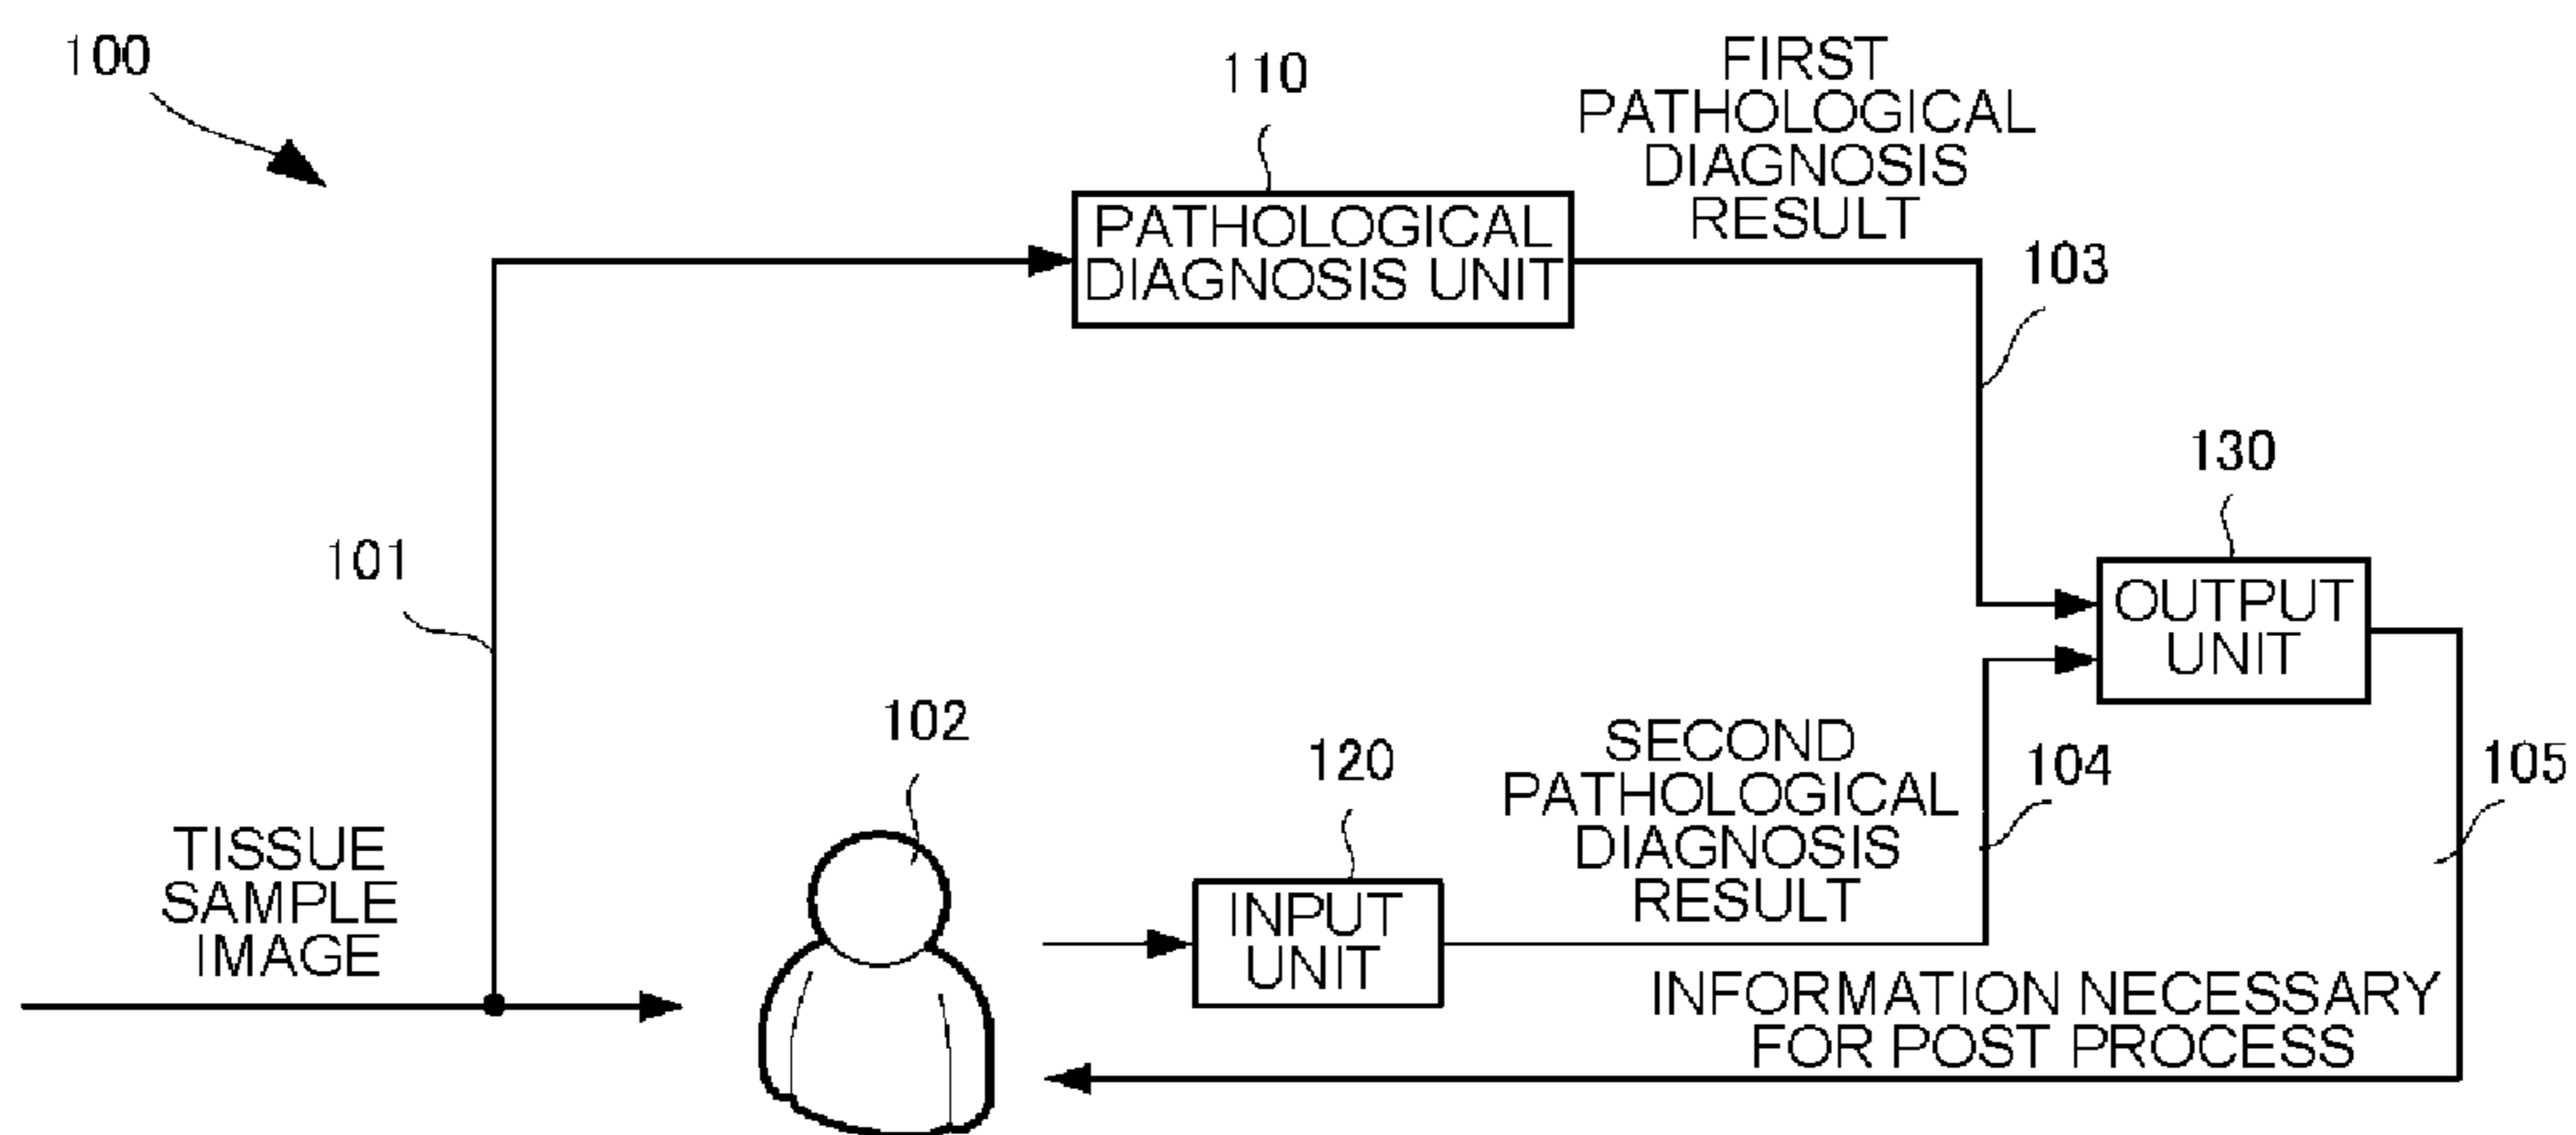 100
110
FIRST
PATHOLOGICAL
DIAGNOSIS
RESULT
PATHOLOGICAL
DIAGNOSIS UNIT
103
101
130
OUTPUT
UNIT
102
120
SECOND
PATHOLOGICAL
DIAGNOSIS
RESULT
104
105
TISSUE
SAMPLE
IMAGE
INPUT
UNIT
INFORMATION NECESSARY
FOR POST PROCESS